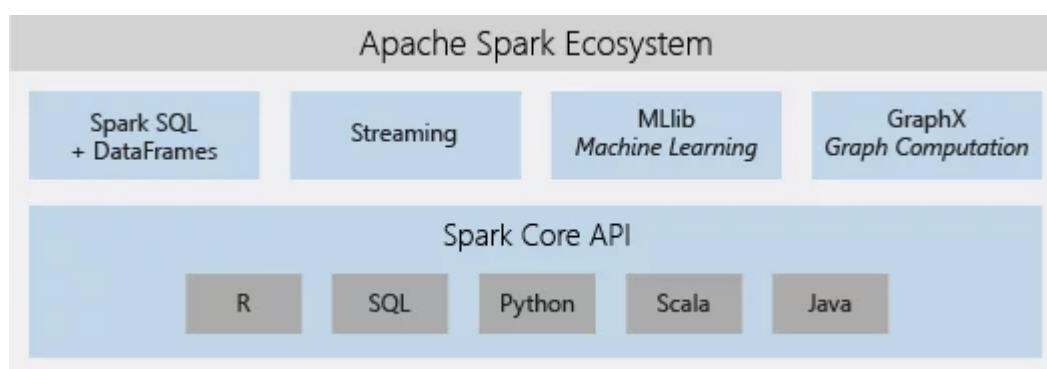 Apache Spark Ecosystem
Spark SQL
+ DataFrames
Streaming
MLlib
Machine Learning
GraphX
Graph Computation
Spark Core API
R
SQL
Python
Scala
Java